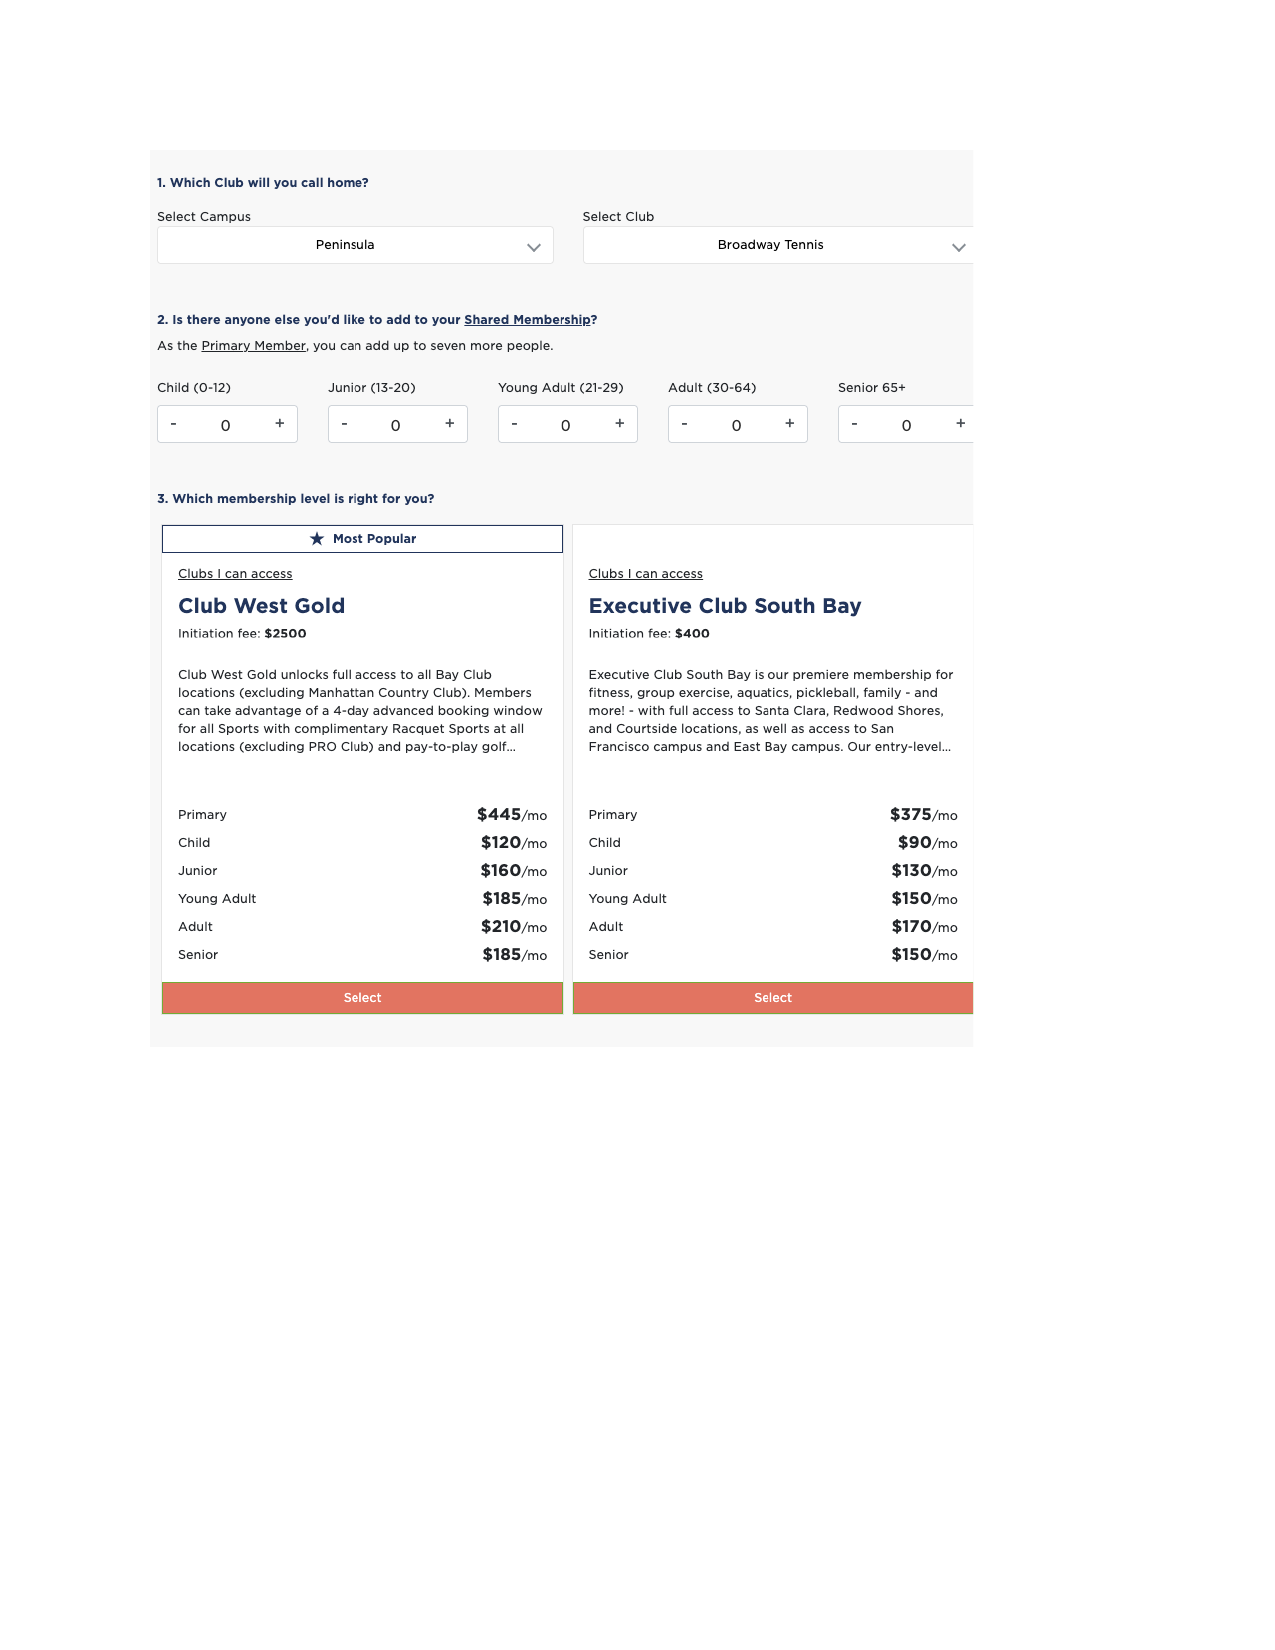 1. Which Club will you call home?
Select Campus
Select Club
Peninsula
Broadway Tennis
2. Is there anyone else you'd like to add to your Shared Membership?
As the Primary Member, you can add up to seven more people.
Child (0-12)
Junior (13-20)
Young Adult (21-29)
Adult (30-64)
Senior 65+
- 0 +
- 0 +
- 0 +
- 0 +
- 0 +
3. Which membership level is right for you?
★ Most Popular
Clubs I can access
Club West Gold
Initiation fee: $2500
Club West Gold unlocks full access to all Bay Club
locations (excluding Manhattan Country Club). Members
can take advantage of a 4-day advanced booking window
for all Sports with complimentary Racquet Sports at all
locations (excluding PRO Club) and pay-to-play golf...
Primary $445/mo
Child $120/mo
Junior $160/mo
Young Adult $185/mo
Adult $210/mo
Senior $185/mo
Select
Clubs I can access
Executive Club South Bay
Initiation fee: $400
Executive Club South Bay is our premiere membership for
fitness, group exercise, aquatics, pickleball, family - and
more! - with full access to Santa Clara, Redwood Shores,
and Courtside locations, as well as access to San
Francisco campus and East Bay campus. Our entry-level...
Primary $375/mo
Child $90/mo
Junior $130/mo
Young Adult $150/mo
Adult $170/mo
Senior $150/mo
Select